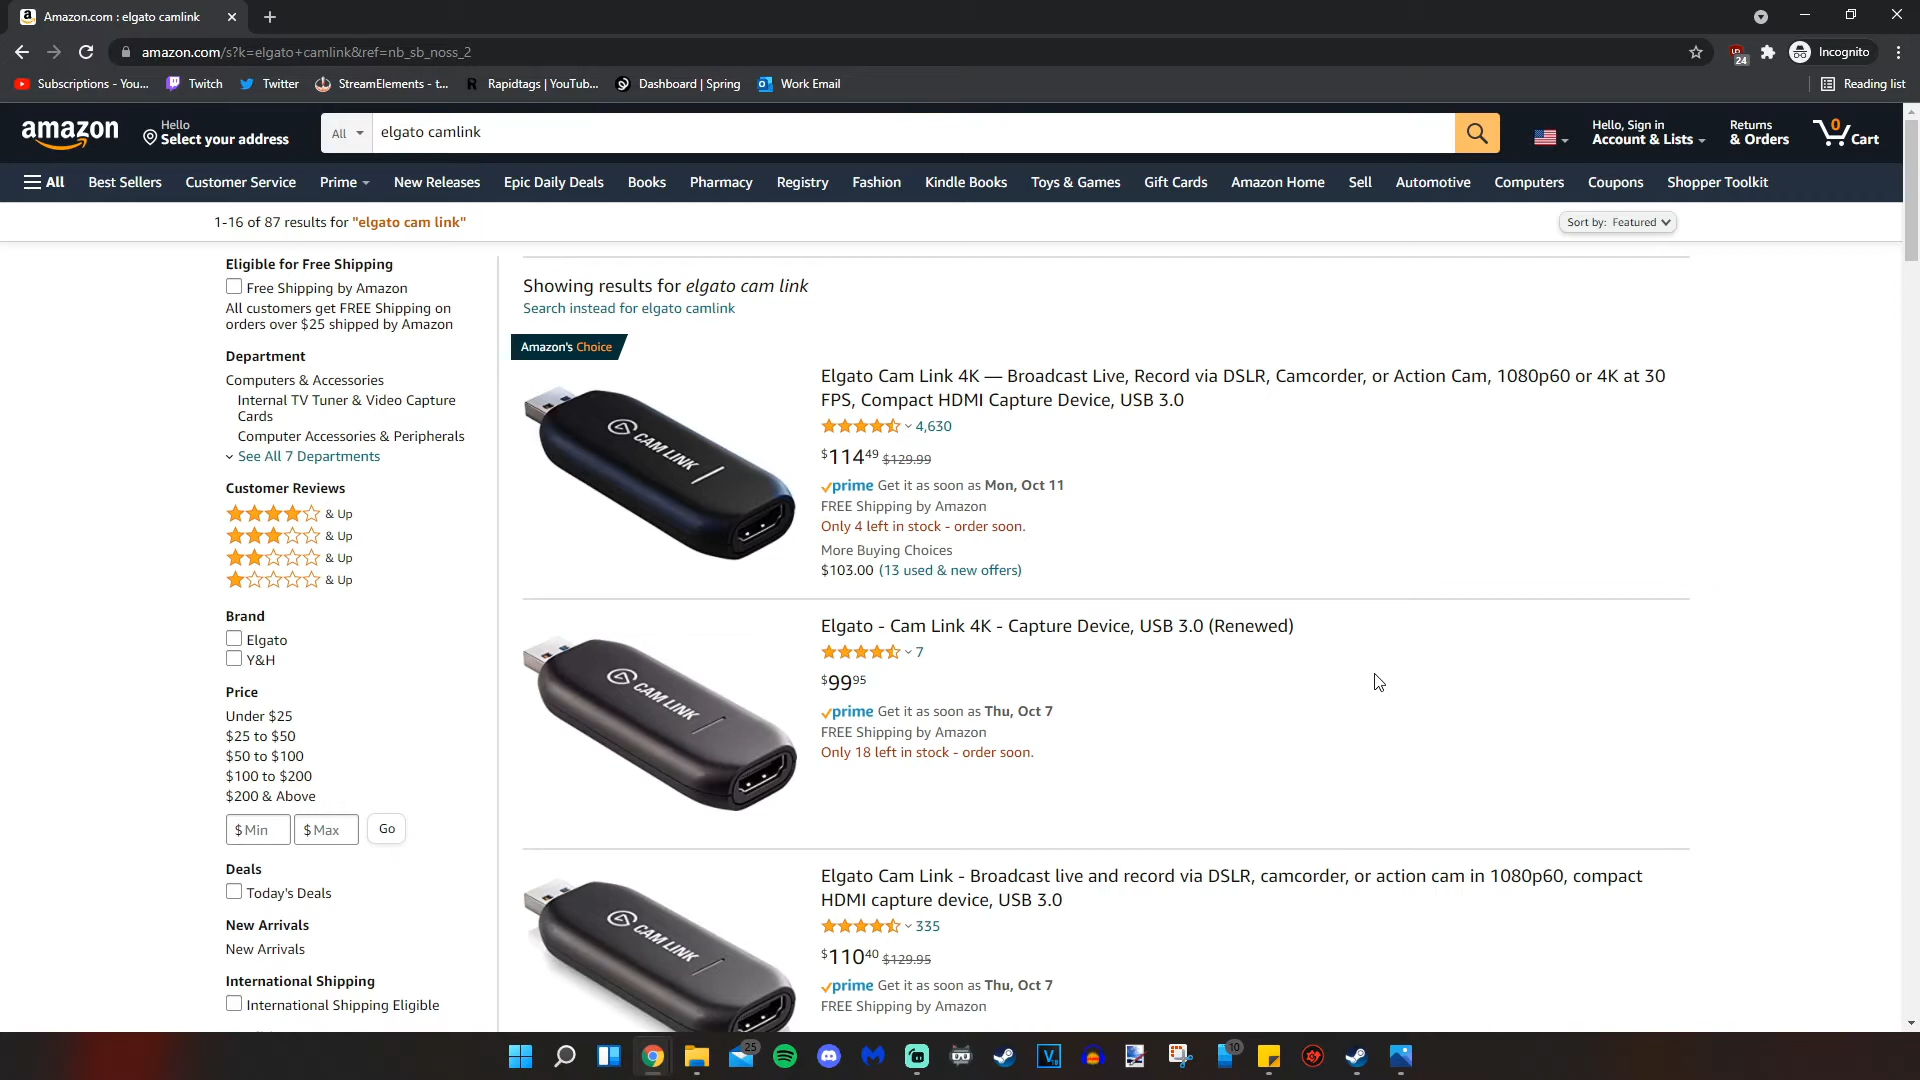 Amazon.com : elgato camlink
amazon.com/s?k=elgato+camlink&ref=nb_sb_noss_2
24
Incognito
Subscriptions - You...
Twitch
Twitter
StreamElements - t...
Rapidtags | YouTub...
Dashboard | Spring
Work Email
Reading list
amazon
Hello
Select your address
All
elgato camlink
Hello, Sign in
Account & Lists
Returns
& Orders
0
Cart
All
Best Sellers
Customer Service
Prime
New Releases
Epic Daily Deals
Books
Pharmacy
Registry
Fashion
Kindle Books
Toys & Games
Gift Cards
Amazon Home
Sell
Automotive
Computers
Coupons
Shopper Toolkit
1-16 of 87 results for "elgato cam link"
Sort by: Featured
Eligible for Free Shipping
Free Shipping by Amazon
All customers get FREE Shipping on
orders over $25 shipped by Amazon
Department
Computers & Accessories
Internal TV Tuner & Video Capture
Cards
Computer Accessories & Peripherals
See All 7 Departments
Customer Reviews
& Up
& Up
& Up
& Up
Brand
Elgato
Y&H
Price
Under $25
$25 to $50
$50 to $100
$100 to $200
$200 & Above
$ Min
$ Max
Go
Deals
Today's Deals
New Arrivals
New Arrivals
International Shipping
International Shipping Eligible
Showing results for elgato cam link
Search instead for elgato camlink
Amazon's Choice
CAM LINK
Elgato Cam Link 4K — Broadcast Live, Record via DSLR, Camcorder, or Action Cam, 1080p60 or 4K at 30
FPS, Compact HDMI Capture Device, USB 3.0
4,630
$114.49 $129.99
prime Get it as soon as Mon, Oct 11
FREE Shipping by Amazon
Only 4 left in stock - order soon.
More Buying Choices
$103.00 (13 used & new offers)
CAM LINK
Elgato - Cam Link 4K - Capture Device, USB 3.0 (Renewed)
7
$99.95
prime Get it as soon as Thu, Oct 7
FREE Shipping by Amazon
Only 18 left in stock - order soon.
CAM LINK
Elgato Cam Link - Broadcast live and record via DSLR, camcorder, or action cam in 1080p60, compact
HDMI capture device, USB 3.0
335
$110.40 $129.95
prime Get it as soon as Thu, Oct 7
FREE Shipping by Amazon
25
10